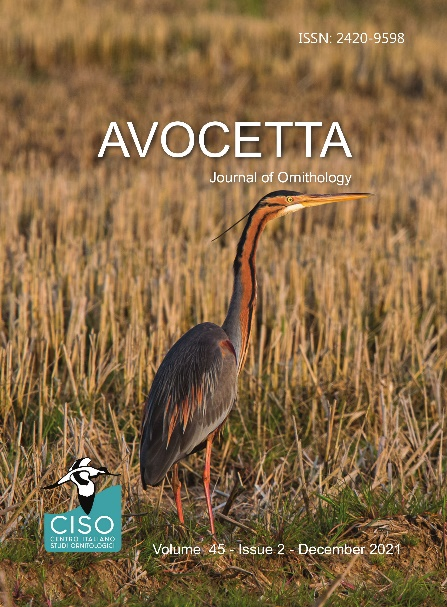 ISSN: 2420-9598
AVOCETTA
Journal of Ornithology
CISO
CENTRO ITALIANO
STUDI ORNITOLOGICI
Volume 45 - Issue 2 - December 2021